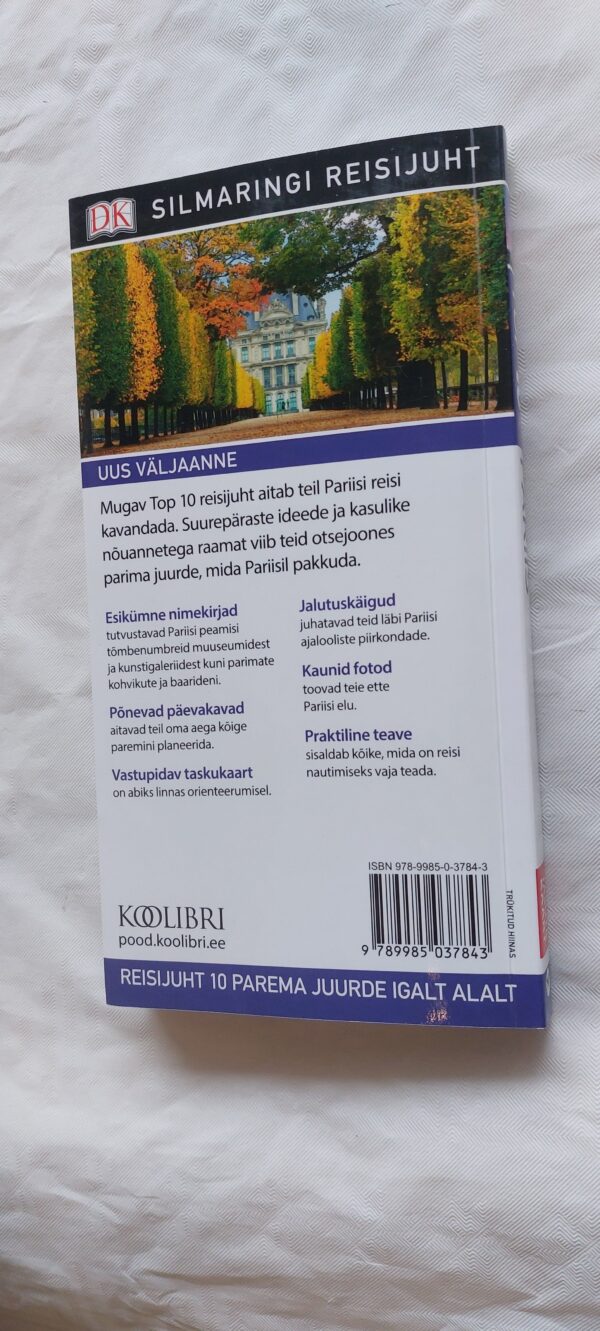 DK SILMARINGI REISIJUHT
UUS VÄLJAANNE
Mugav Top 10 reisijuht aitab teil Pariisi reisi
kavandada. Suurepäraste ideede ja kasulike
nõuannetega raamat viib teid otsejoones
parima juurde, mida Pariisil pakkuda.
Esikümne nimekirjad
tutvustavad Pariisi peamisi
tõmbenumbreid muuseumidest
ja kunstigaleriidest kuni parimate
kohvikute ja baarideni.
Põnevad päevakavad
aitavad teil oma aega kõige
paremini planeerida.
Vastupidav taskukaart
on abiks linnas orienteerumisel.
Jalutuskäigud
juhatavad teid läbi Pariisi
ajalooliste piirkondade.
Kaunid fotod
toovad teie ette
Pariisi elu.
Praktiline teave
sisaldab kõike, mida on reisi
nautimiseks vaja teada.
KOOLIBRI
pood.koolibri.ee
ISBN 978-9985-0-3784-3
9 789985 037843
TRÜKITUD HIINAS
REISIJUHT 10 PAREMA JUURDE IGALT ALALT